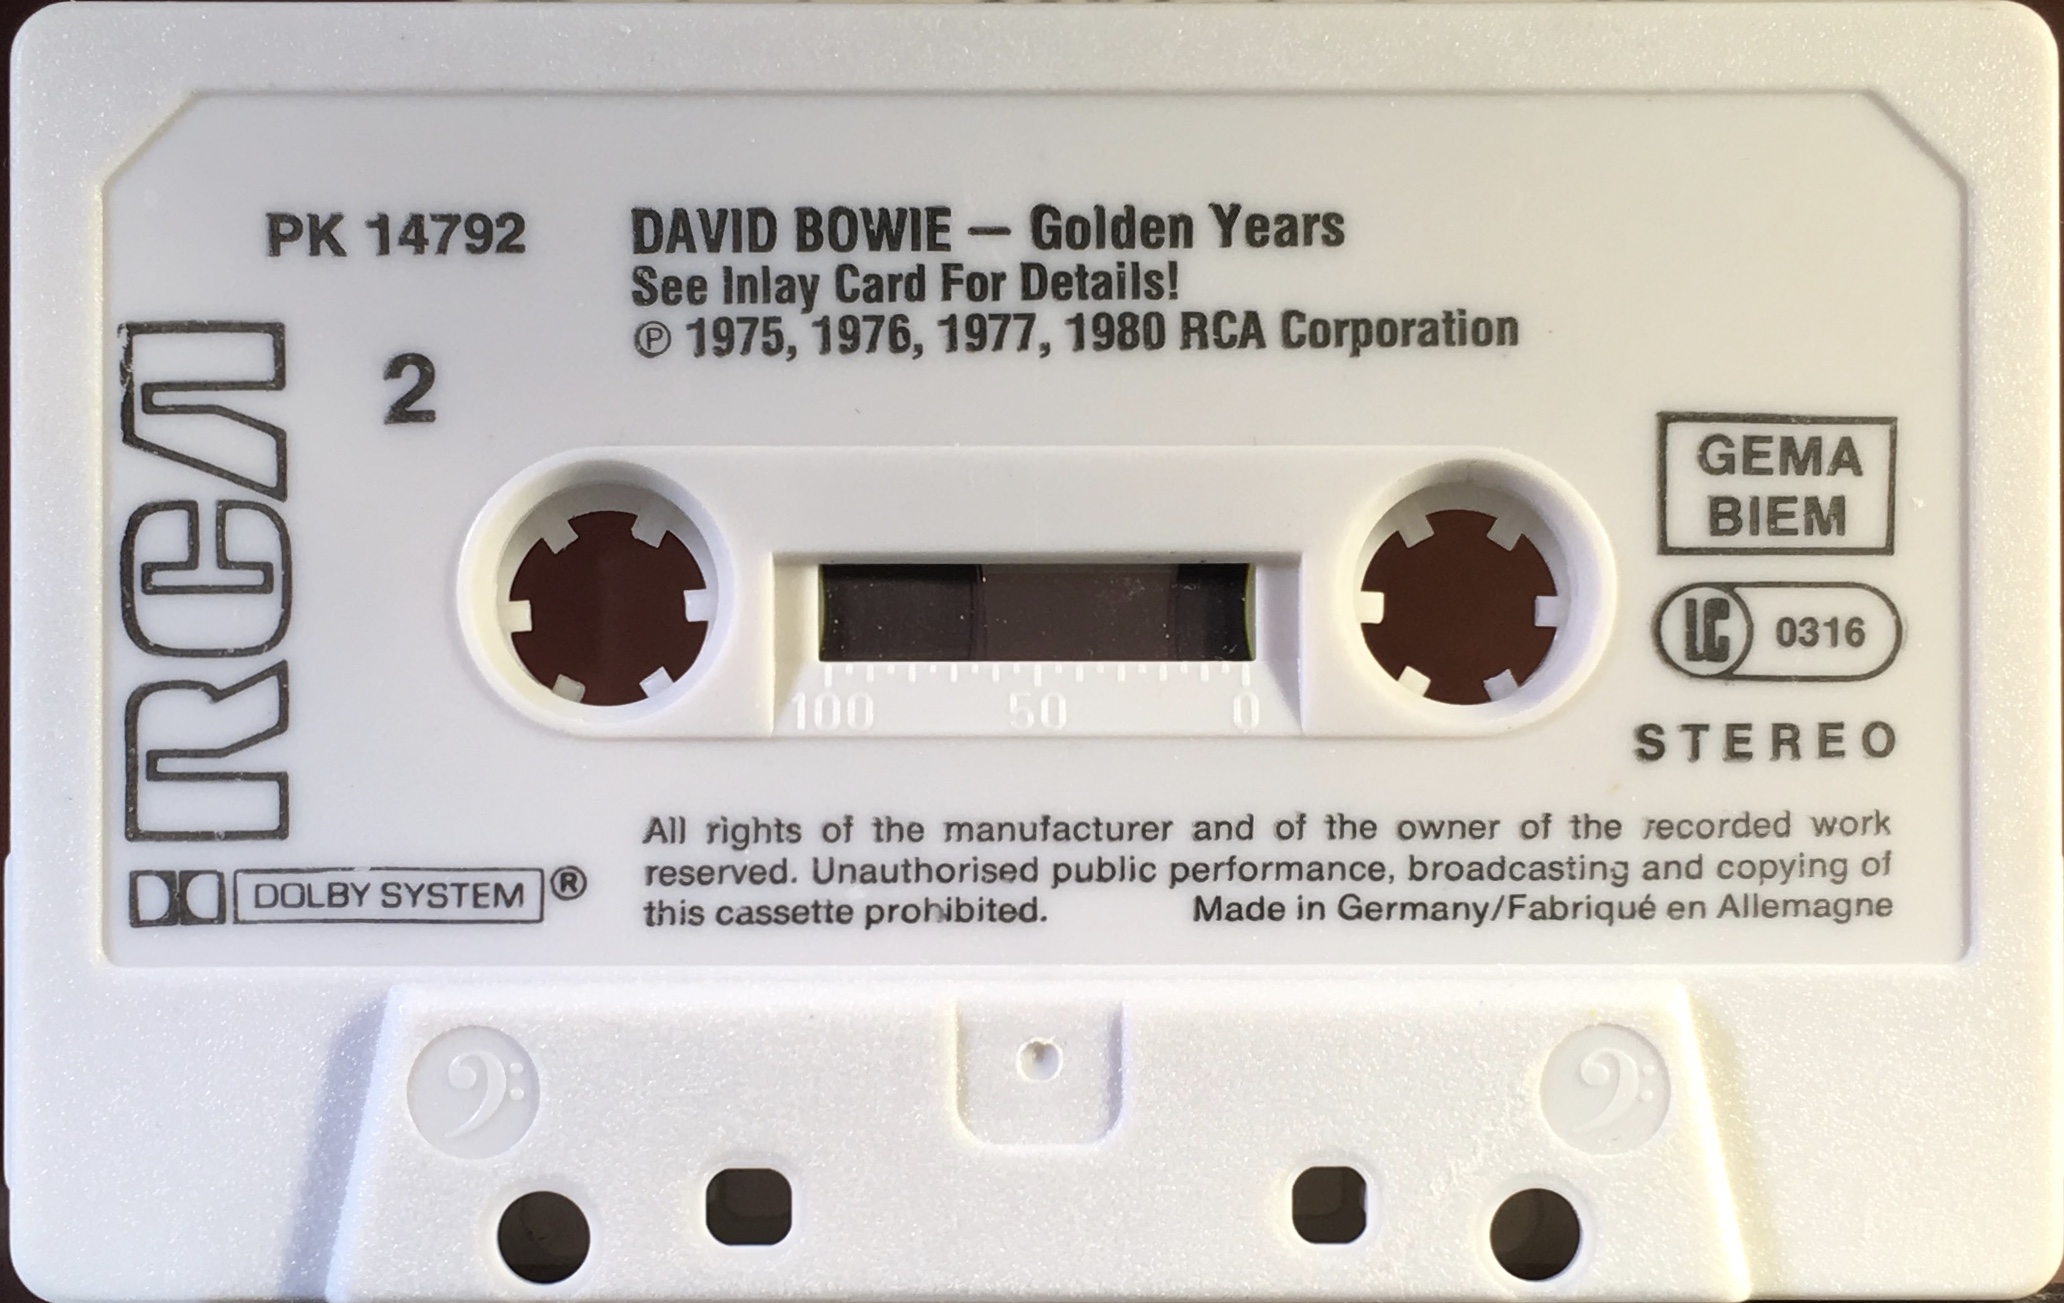 PK 14792
DAVID BOWIE — Golden Years
See Inlay Card For Details!
℗ 1975, 1976, 1977, 1980 RCA Corporation
RCA
2
GEMA
BIEM
LC 0316
100 50 0
STEREO
DOLBY SYSTEM ®
All rights of the manufacturer and of the owner of the recorded work
reserved. Unauthorised public performance, broadcasting and copying of
this cassette prohibited. Made in Germany/Fabriqué en Allemagne